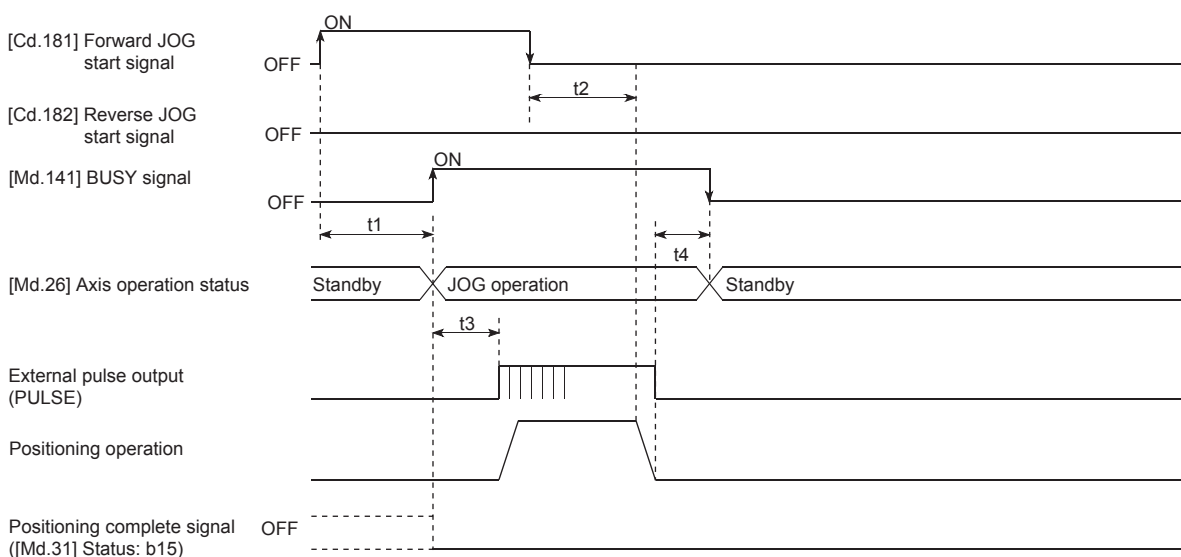 ON
[Cd.181] Forward JOG
start signal
OFF
t2
[Cd.182] Reverse JOG
start signal
OFF
ON
[Md.141] BUSY signal
OFF
t1
t4
[Md.26] Axis operation status
Standby
JOG operation
Standby
t3
External pulse output
(PULSE)
Positioning operation
Positioning complete signal
([Md.31] Status: b15)
OFF